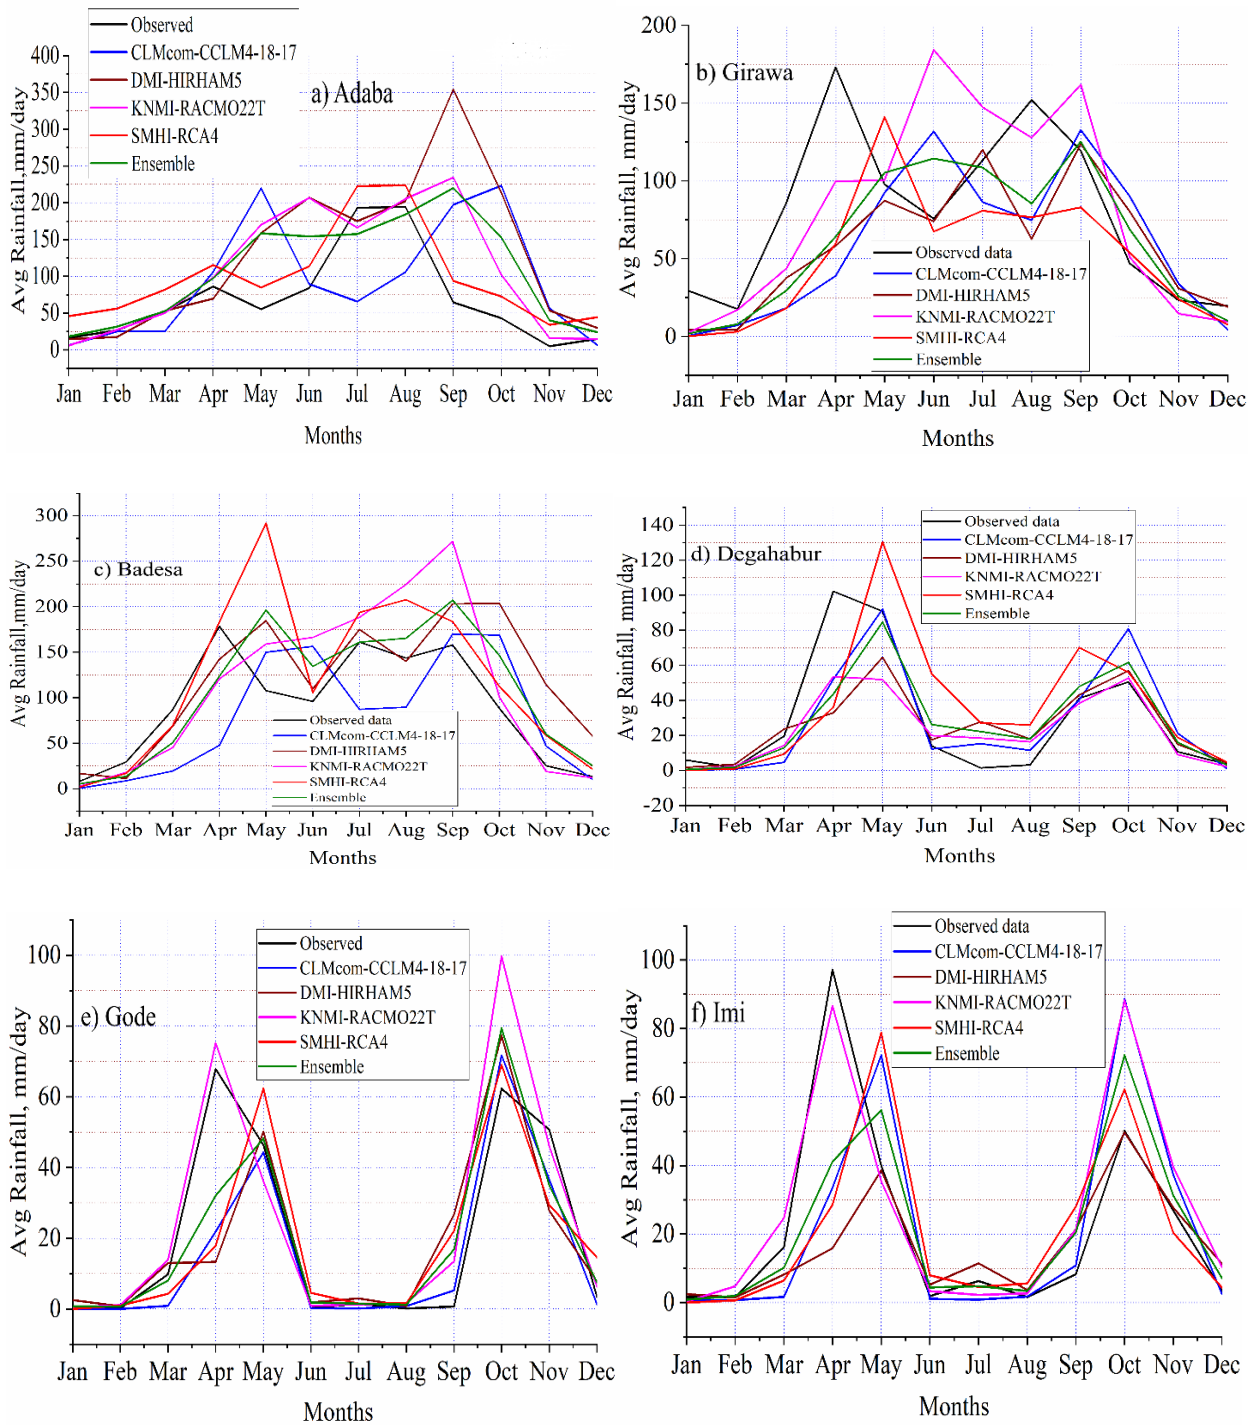 Observed
CLMcom-CCLM4-18-17
DMI-HIRHAM5
KNMI-RACMO22T
SMHI-RCA4
Ensemble
a) Adaba
Avg Rainfall,mm/day
400
350
300
250
200
150
100
50
0
Jan Feb Mar Apr May Jun Jul Aug Sep Oct Nov Dec
Months
b) Girawa
Avg Rainfall, mm/day
200
150
100
50
0
Observed data
CLMcom-CCLM4-18-17
DMI-HIRHAM5
KNMI-RACMO22T
SMHI-RCA4
Ensemble
Jan Feb Mar Apr May Jun Jul Aug Sep Oct Nov Dec
Months
c) Badesa
Avg Rainfall,mm/day
300
250
200
150
100
50
0
Observed data
CLMcom-CCLM4-18-17
DMI-HIRHAM5
KNMI-RACMO22T
SMHI-RCA4
Ensemble
Jan Feb Mar Apr May Jun Jul Aug Sep Oct Nov Dec
Months
d) Degahabur
Avg Rainfall, mm/day
140
120
100
80
60
40
20
0
-20
Observed data
CLMcom-CCLM4-18-17
DMI-HIRHAM5
KNMI-RACMO22T
SMHI-RCA4
Ensemble
Jan Feb Mar Apr May Jun Jul Aug Sep Oct Nov Dec
Months
e) Gode
Avg Rainfall, mm/day
100
80
60
40
20
0
Observed
CLMcom-CCLM4-18-17
DMI-HIRHAM5
KNMI-RACMO22T
SMHI-RCA4
Ensemble
Jan Feb Mar Apr May Jun Jul Aug Sep Oct Nov Dec
Months
f) Imi
Avg Rainfall, mm/day
100
80
60
40
20
0
Observed data
CLMcom-CCLM4-18-17
DMI-HIRHAM5
KNMI-RACMO22T
SMHI-RCA4
Ensemble
Jan Feb Mar Apr May Jun Jul Aug Sep Oct Nov Dec
Months